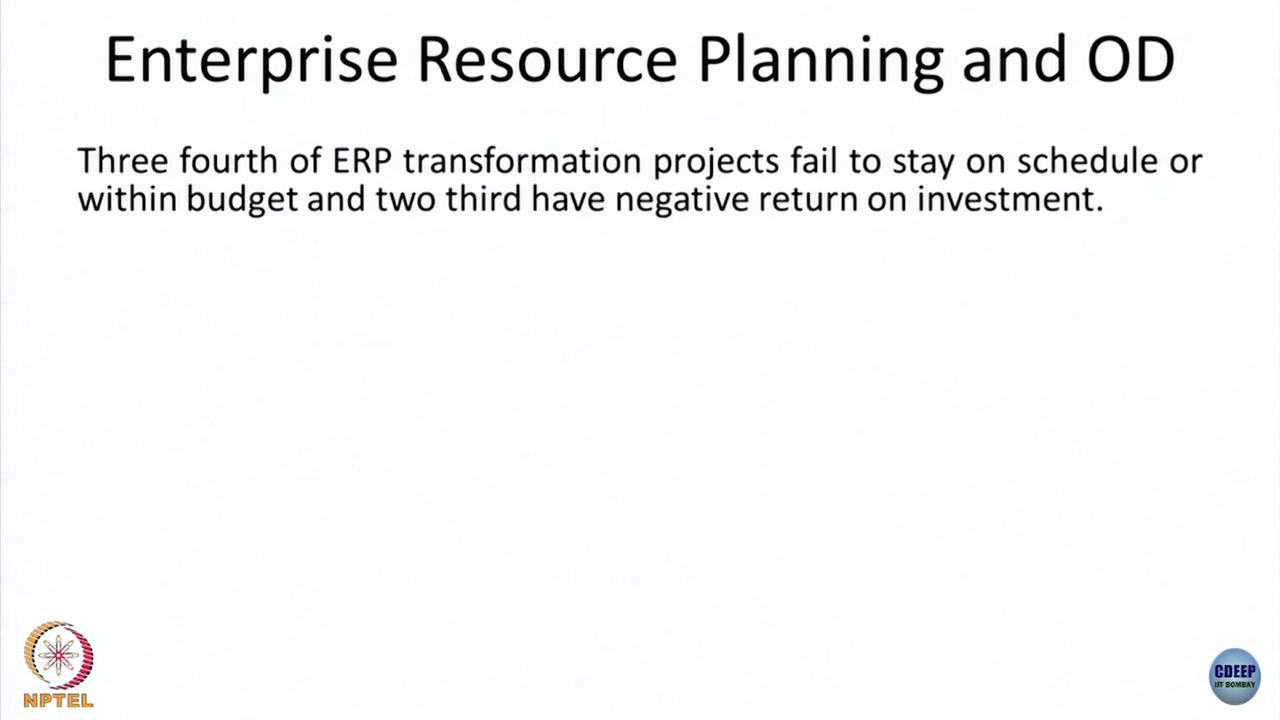 Enterprise Resource Planning and OD
Three fourth of ERP transformation projects fail to stay on schedule or
within budget and two third have negative return on investment.
NPTEL
CDEEP
IIT BOMBAY